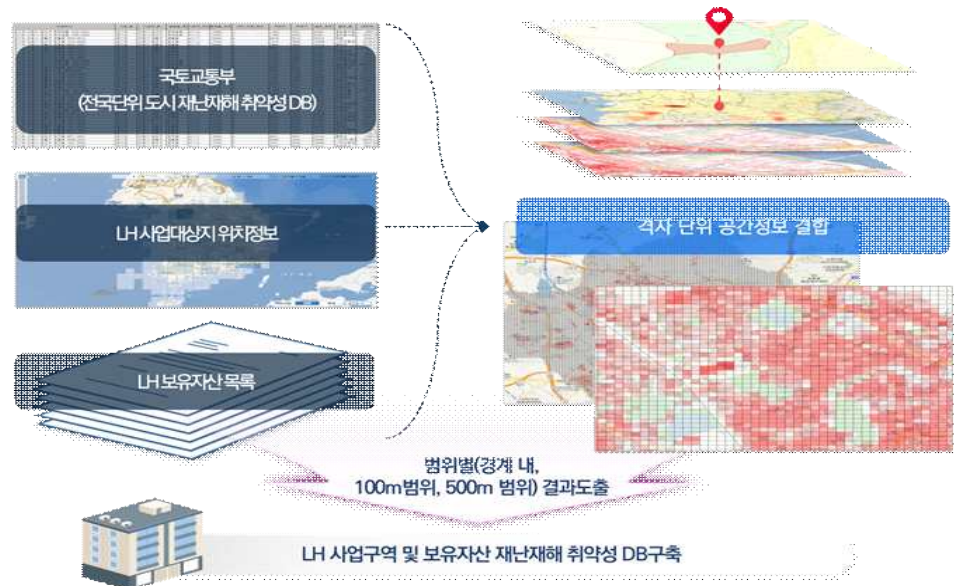 국토교통부
(전국단위 도시 재난재해 취약성 DB)
LH 사업대상지 위치정보
LH 보유자산 목록
격자 단위 공간정보 결합
범위별(경계 내,
100m범위, 500m 범위) 결과도출
LH 사업구역 및 보유자산 재난재해 취약성 DB구축